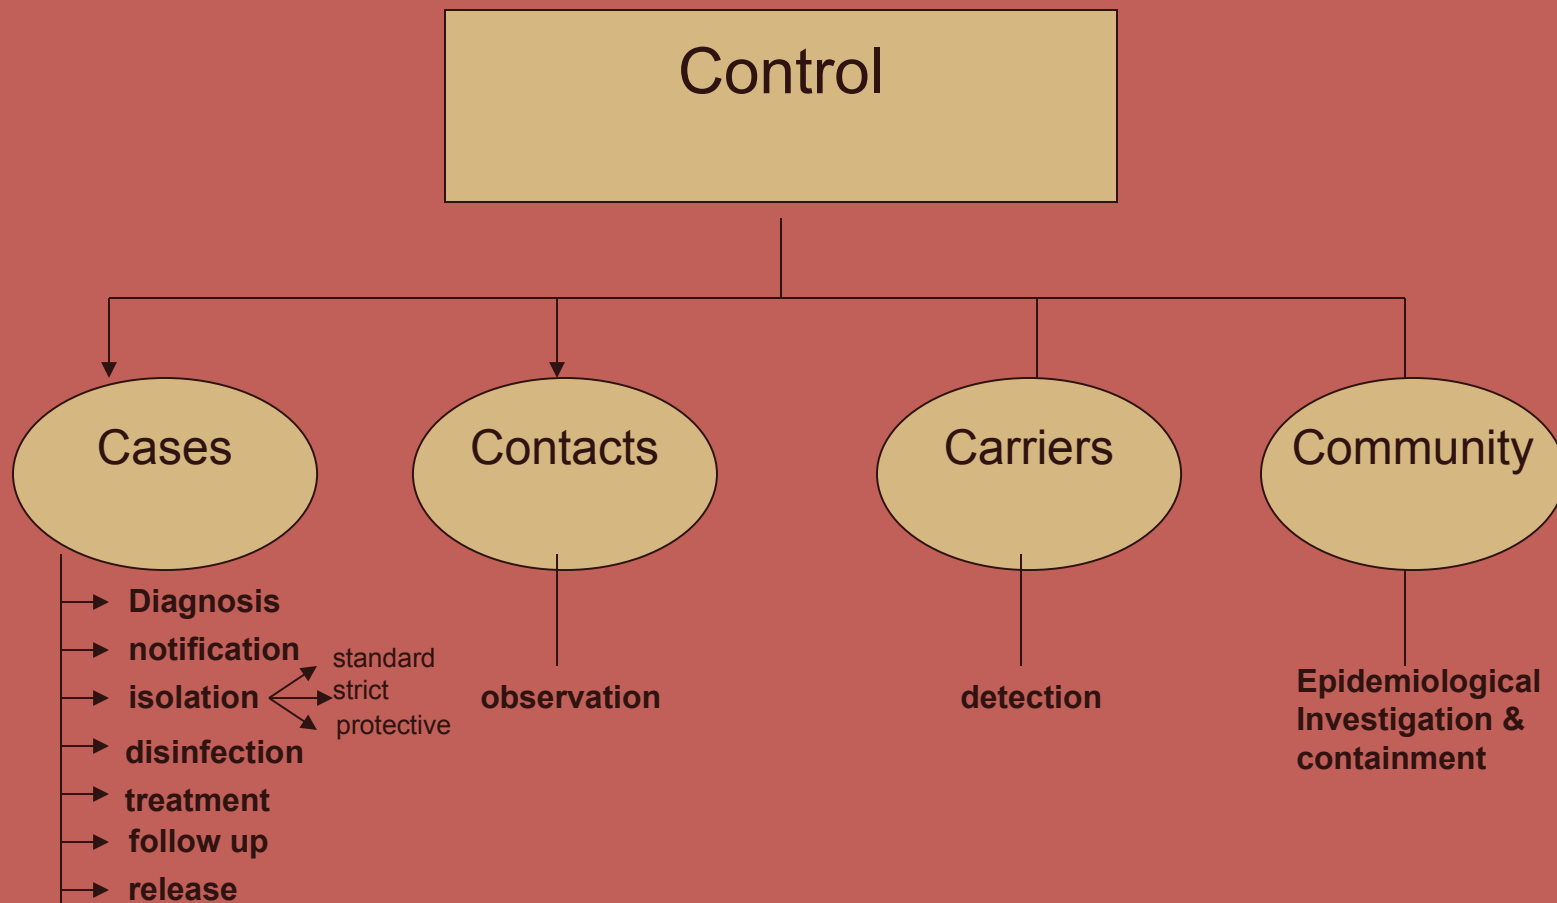 Control
Cases
Contacts
Carriers
Community
Diagnosis
notification
isolation
standard
strict
protective
disinfection
treatment
follow up
release
observation
detection
Epidemiological
Investigation &
containment